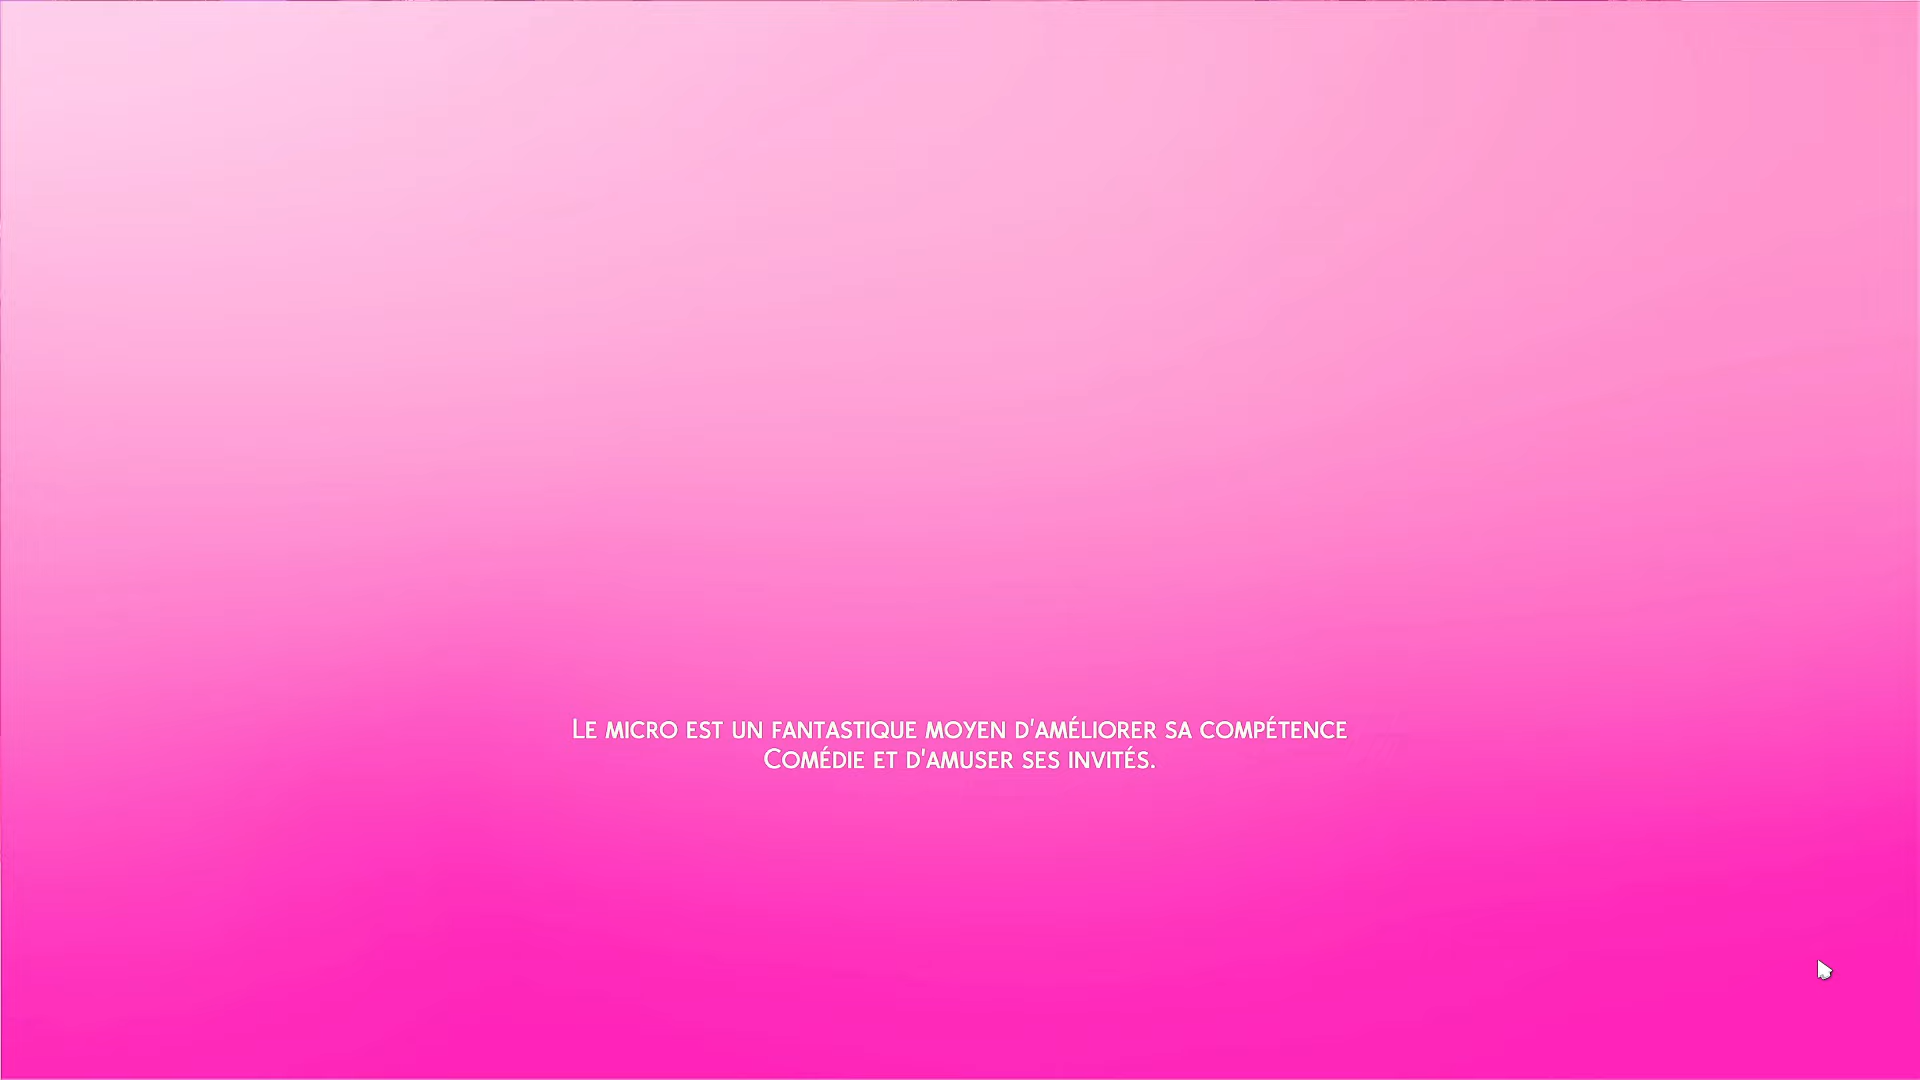 Le micro est un fantastique moyen d'améliorer sa compétence
Comédie et d'amuser ses invités.